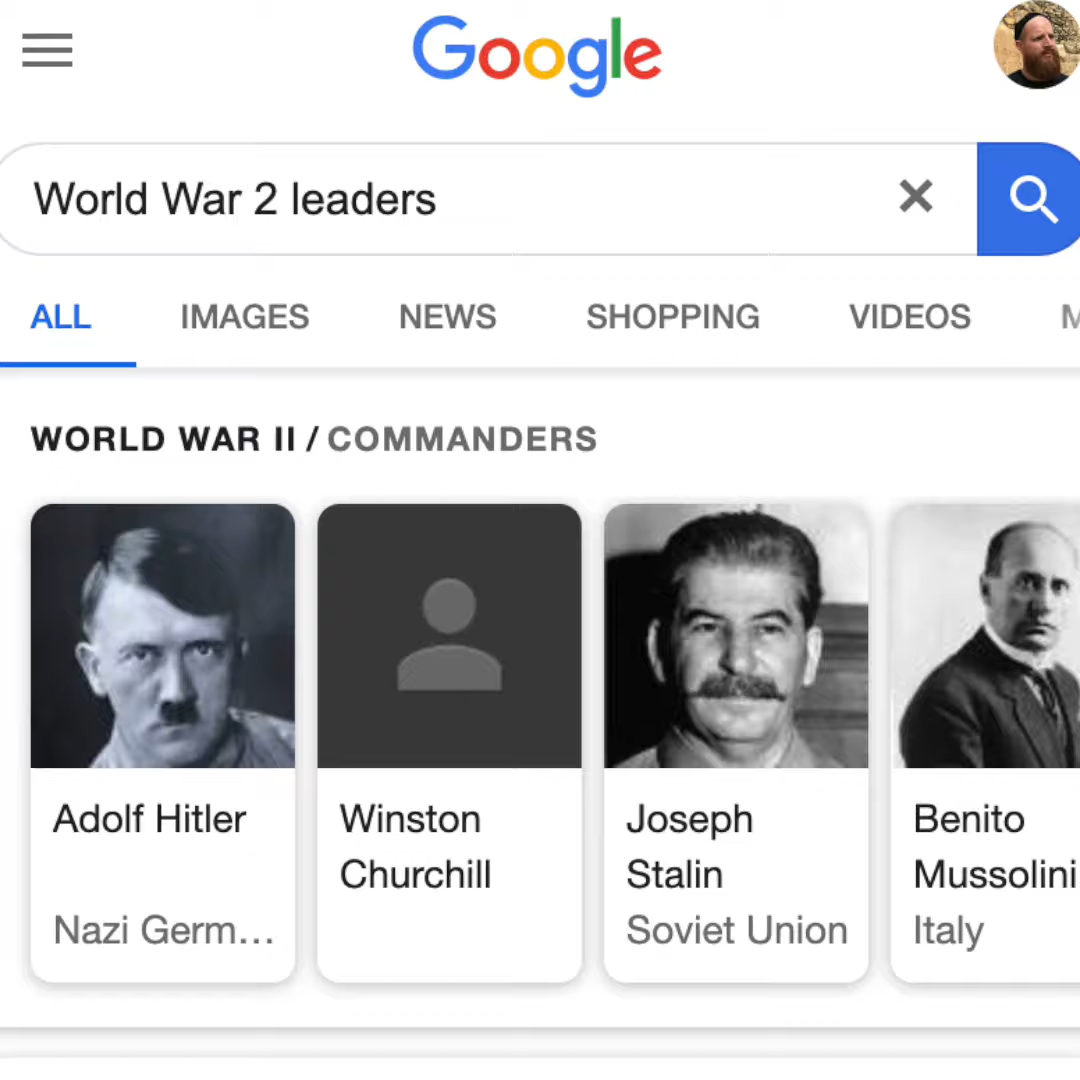 Google
World War 2 leaders
ALL IMAGES NEWS SHOPPING VIDEOS M
WORLD WAR II / COMMANDERS
Adolf Hitler
Nazi Germ...
Winston
Churchill
Joseph
Stalin
Soviet Union
Benito
Mussolini
Italy